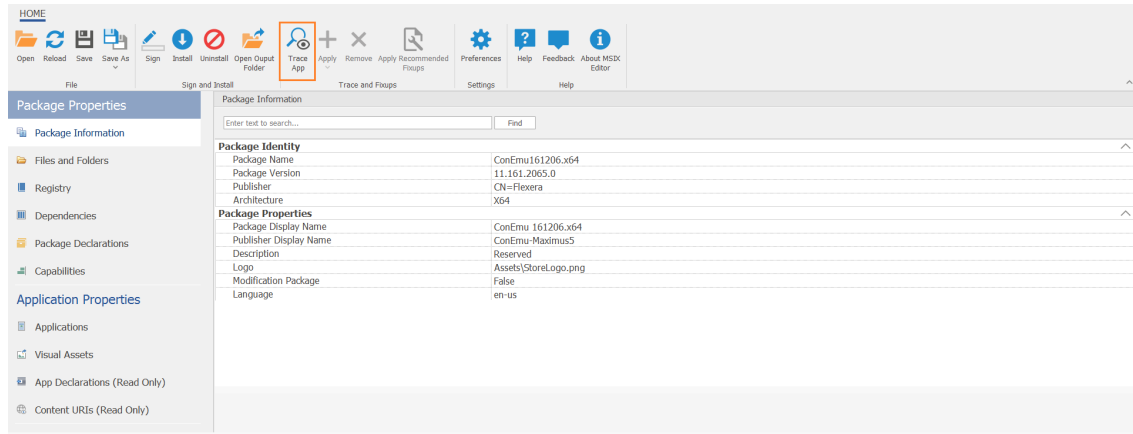 HOME
Open Reload Save Save As Sign Install Uninstall Open Ouput Folder Trace App Apply Remove Apply Recommended Fixups Preferences Help Feedback About MSIX Editor
File Sign and Install Trace and Fixups Settings Help
Package Properties
Package Information
Files and Folders
Registry
Dependencies
Package Declarations
Capabilities
Application Properties
Applications
Visual Assets
App Declarations (Read Only)
Content URIs (Read Only)
Package Information
Enter text to search... Find
Package Identity
Package Name ConEmu161206.x64
Package Version 11.161.2065.0
Publisher CN=Flexera
Architecture X64
Package Properties
Package Display Name ConEmu 161206.x64
Publisher Display Name ConEmu-Maximus5
Description Reserved
Logo Assets\StoreLogo.png
Modification Package False
Language en-us